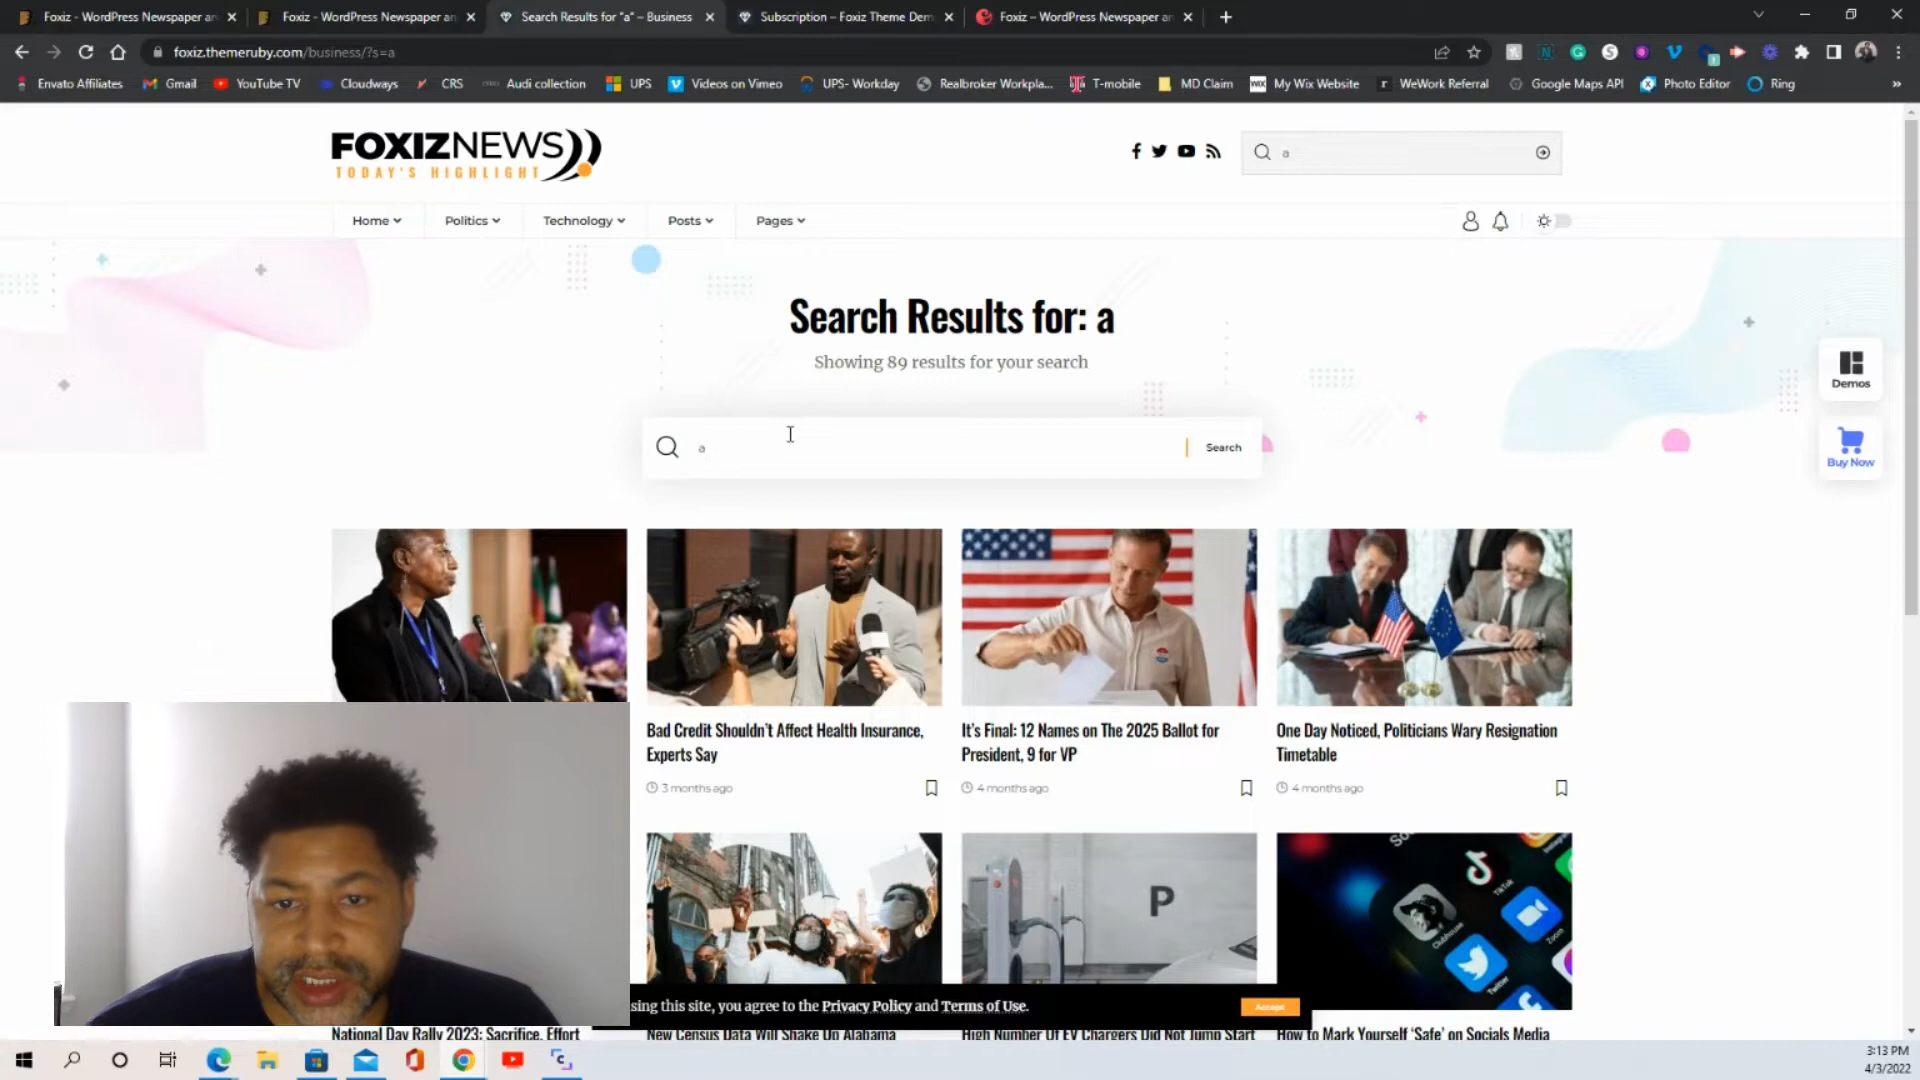 Foxiz - WordPress Newspaper an
Foxiz - WordPress Newspaper an
Search Results for "a" – Business
Subscription – Foxiz Theme Dem
Foxiz – WordPress Newspaper an
foxiz.themeruby.com/business/?s=a
Envato Affiliates
Gmail
YouTube TV
Cloudways
CRS
Audi collection
UPS
Videos on Vimeo
UPS- Workday
Realbroker Workpla...
T-mobile
MD Claim
My Wix Website
WeWork Referral
Google Maps API
Photo Editor
Ring
FOXIZNEWS
TODAY'S HIGHLIGHT
a
Home
Politics
Technology
Posts
Pages
Search Results for: a
Showing 89 results for your search
a
Search
Demos
Buy Now
Bad Credit Shouldn't Affect Health Insurance,
Experts Say
3 months ago
It's Final: 12 Names on The 2025 Ballot for
President, 9 for VP
4 months ago
One Day Noticed, Politicians Wary Resignation
Timetable
4 months ago
P
Clubhouse
TikTok
Zoom
Twitter
sing this site, you agree to the Privacy Policy and Terms of Use.
Accept
National Day Rally 2023: Sacrifice, Effort
New Census Data Will Shake Up Alabama
High Number Of EV Chargers Did Not Jump Start
How to Mark Yourself 'Safe' on Socials Media
3:13 PM
4/3/2022